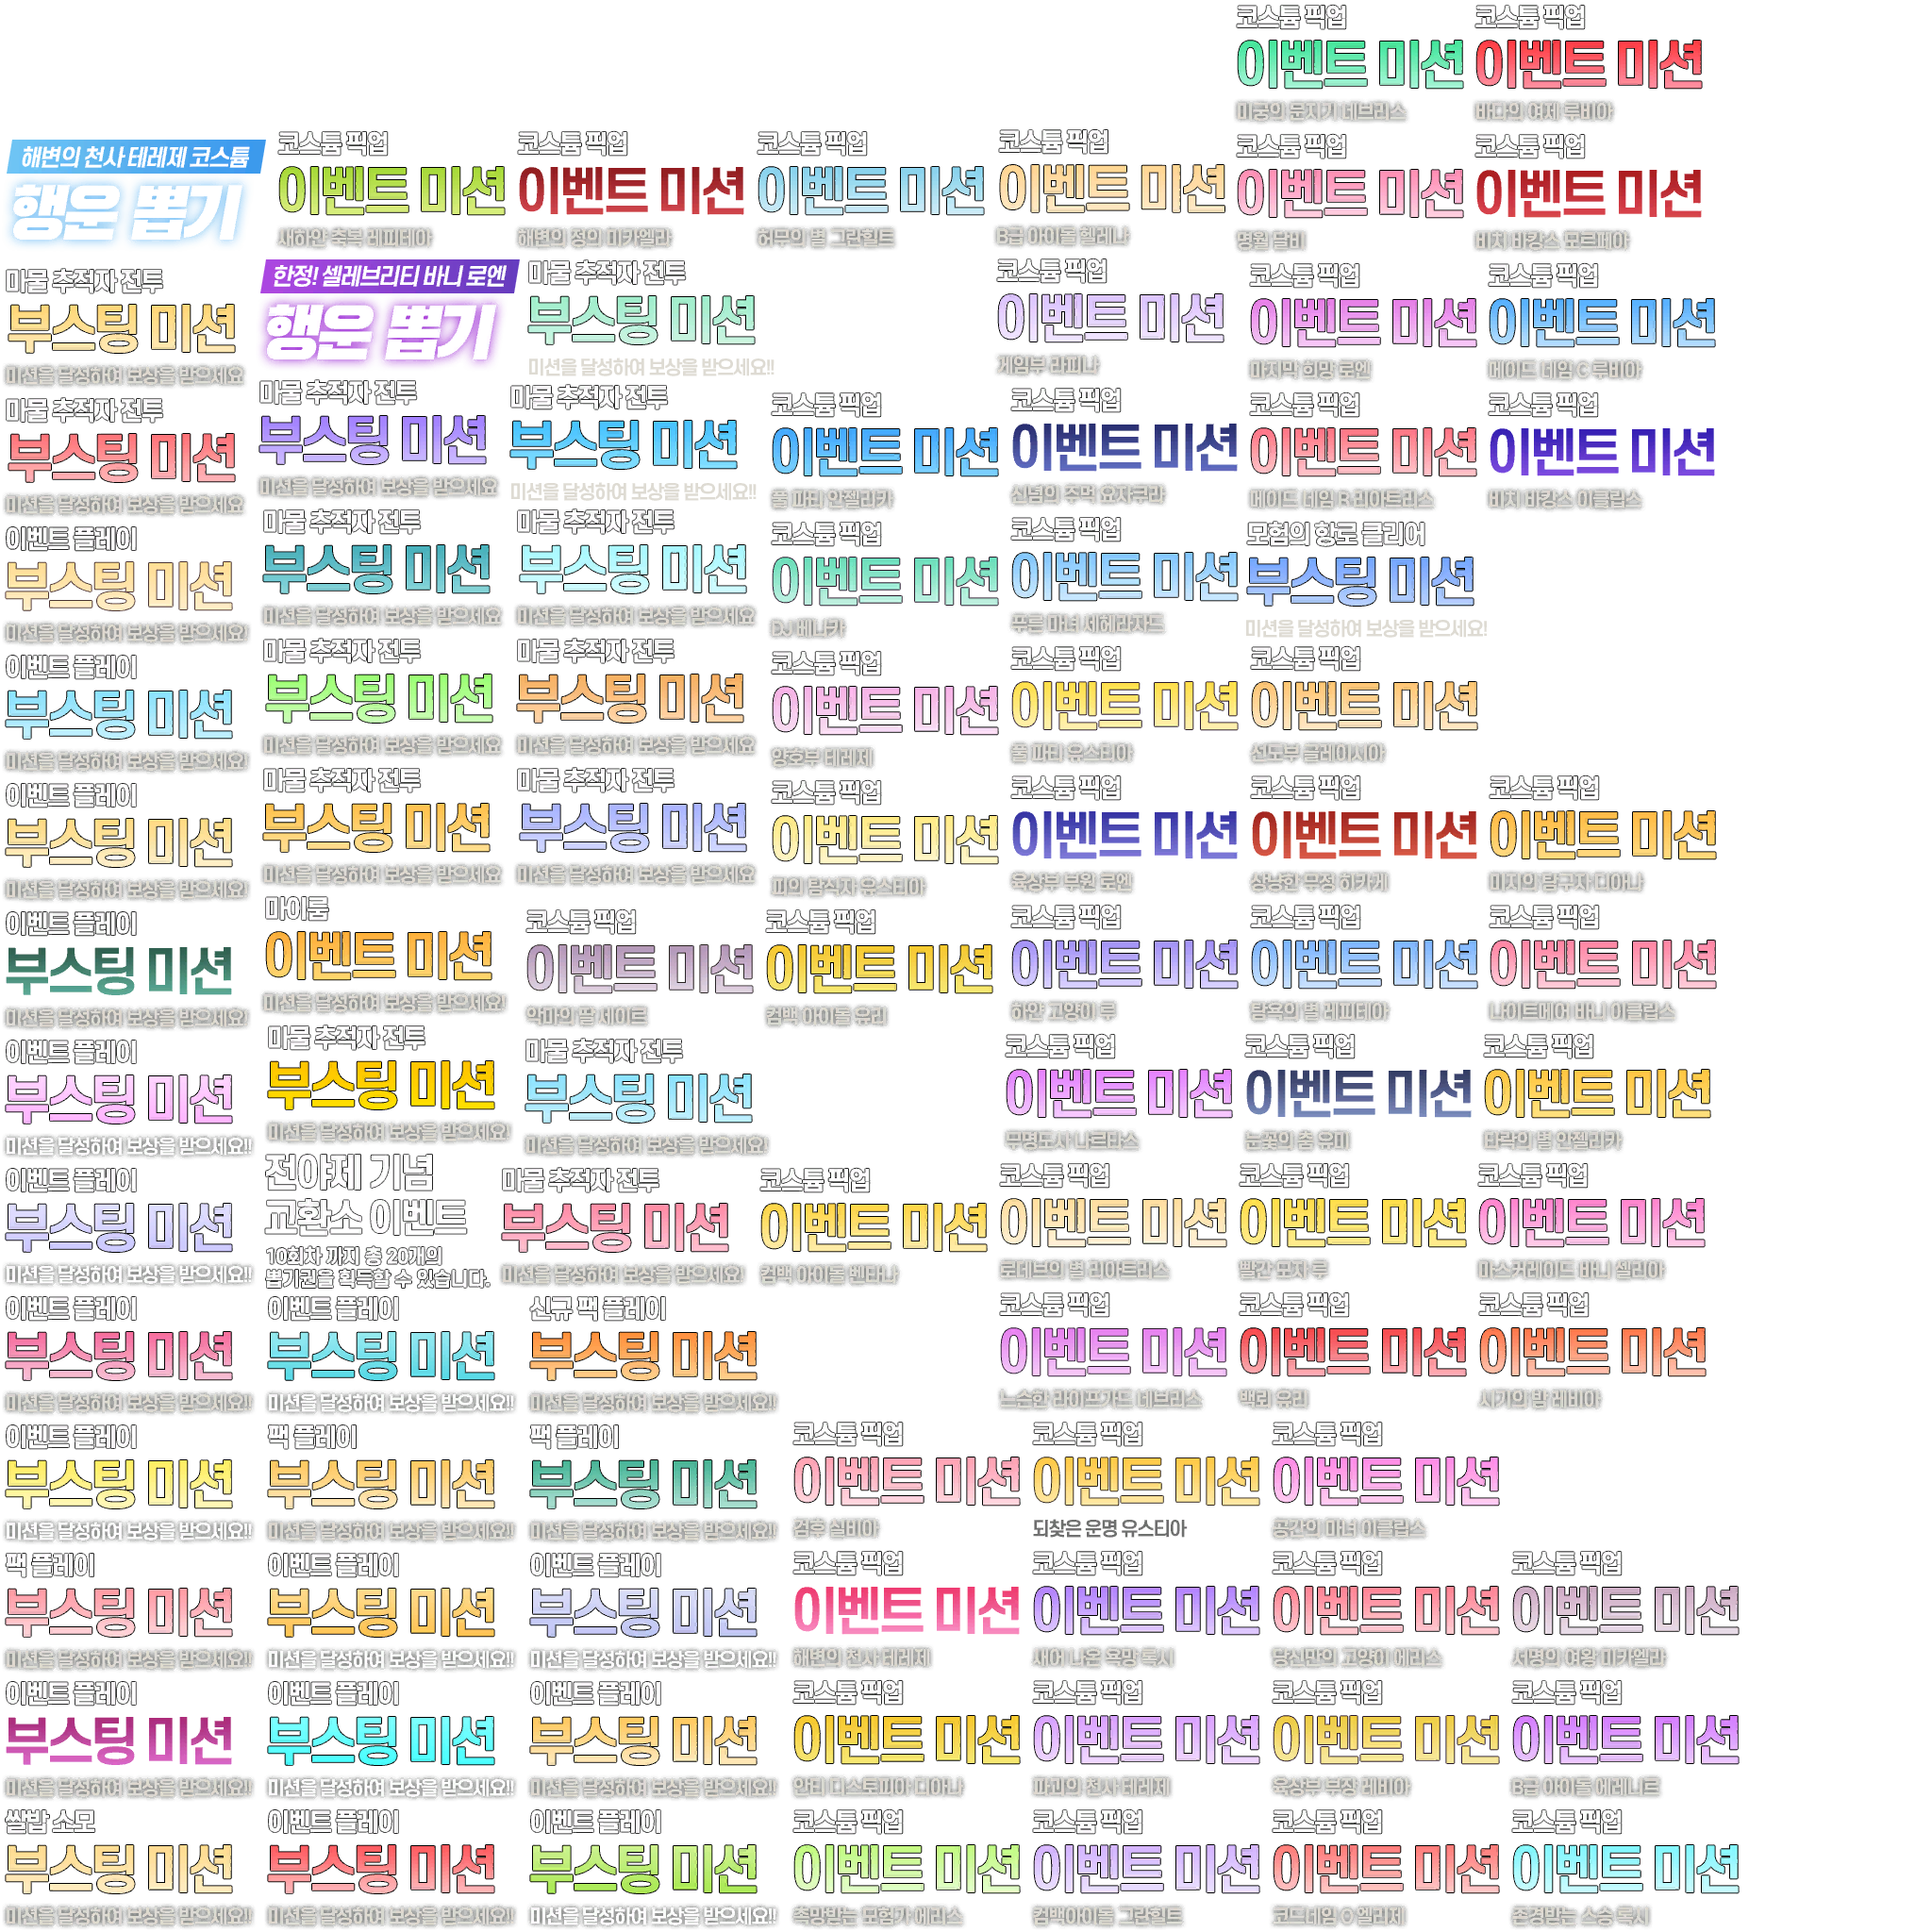 코스튬 픽업
이벤트 미션
미궁의 문지기 네브리스
코스튬 픽업
이벤트 미션
바다의 여제 루비아
해변의 천사 테레제 코스튬
행운 뽑기
코스튬 픽업
이벤트 미션
새하얀 축복 레피테아
코스튬 픽업
이벤트 미션
해변의 정의 미카엘라
코스튬 픽업
이벤트 미션
허무의 별 그란힐트
코스튬 픽업
이벤트 미션
B급 아이돌 헬레나
코스튬 픽업
이벤트 미션
명월 달비
코스튬 픽업
이벤트 미션
비치 바캉스 모르페아
마물 추적자 전투
부스팅 미션
미션을 달성하여 보상을 받으세요
한정! 셀레브리티 바니 로엔
행운 뽑기
마물 추적자 전투
부스팅 미션
미션을 달성하여 보상을 받으세요!!
코스튬 픽업
이벤트 미션
게임부 라피나
코스튬 픽업
이벤트 미션
마지막 희망 로엔
코스튬 픽업
이벤트 미션
메이드 네임 C 루비아
마물 추적자 전투
부스팅 미션
미션을 달성하여 보상을 받으세요
마물 추적자 전투
부스팅 미션
미션을 달성하여 보상을 받으세요
마물 추적자 전투
부스팅 미션
미션을 달성하여 보상을 받으세요!!
코스튬 픽업
이벤트 미션
풀 파티 안젤리카
코스튬 픽업
이벤트 미션
신념의 주먹 요자쿠라
코스튬 픽업
이벤트 미션
메이드 네임 R 리아트리스
코스튬 픽업
이벤트 미션
비치 바캉스 이클립스
이벤트 플레이
부스팅 미션
미션을 달성하여 보상을 받으세요!
마물 추적자 전투
부스팅 미션
미션을 달성하여 보상을 받으세요
마물 추적자 전투
부스팅 미션
미션을 달성하여 보상을 받으세요
코스튬 픽업
이벤트 미션
DJ 베니카
코스튬 픽업
이벤트 미션
푸른 마녀 세헤라자드
모험의 항로 클리어
부스팅 미션
미션을 달성하여 보상을 받으세요!
이벤트 플레이
부스팅 미션
미션을 달성하여 보상을 받으세요!
마물 추적자 전투
부스팅 미션
미션을 달성하여 보상을 받으세요
마물 추적자 전투
부스팅 미션
미션을 달성하여 보상을 받으세요
코스튬 픽업
이벤트 미션
양호부 테레제
코스튬 픽업
이벤트 미션
풀 파티 유스티아
코스튬 픽업
이벤트 미션
선도부 글레이시아
이벤트 플레이
부스팅 미션
미션을 달성하여 보상을 받으세요!
마물 추적자 전투
부스팅 미션
미션을 달성하여 보상을 받으세요
마물 추적자 전투
부스팅 미션
미션을 달성하여 보상을 받으세요
코스튬 픽업
이벤트 미션
피의 탐식자 유스티아
코스튬 픽업
이벤트 미션
육상부 부원 로엔
코스튬 픽업
이벤트 미션
상냥한 무정 히카게
코스튬 픽업
이벤트 미션
미지의 탐구자 디아나
이벤트 플레이
부스팅 미션
미션을 달성하여 보상을 받으세요!
마이룸
이벤트 미션
미션을 달성하여 보상을 받으세요!
코스튬 픽업
이벤트 미션
악마의 딸 세이르
코스튬 픽업
이벤트 미션
컴백 아이돌 유리
코스튬 픽업
이벤트 미션
하얀 고양이 루
코스튬 픽업
이벤트 미션
탐욕의 별 레피테아
코스튬 픽업
이벤트 미션
나이트메어 바니 이클립스
이벤트 플레이
부스팅 미션
미션을 달성하여 보상을 받으세요!!
마물 추적자 전투
부스팅 미션
미션을 달성하여 보상을 받으세요!
마물 추적자 전투
부스팅 미션
미션을 달성하여 보상을 받으세요!
코스튬 픽업
이벤트 미션
무명도사 나르타스
코스튬 픽업
이벤트 미션
눈꽃의 춤 유미
코스튬 픽업
이벤트 미션
타락의 별 안젤리카
이벤트 플레이
부스팅 미션
미션을 달성하여 보상을 받으세요!!
전야제 기념
교환소 이벤트
10회차 까지 총 20개의
뽑기권을 획득할 수 있습니다.
마물 추적자 전투
부스팅 미션
미션을 달성하여 보상을 받으세요!
코스튬 픽업
이벤트 미션
컴백 아이돌 벤타나
코스튬 픽업
이벤트 미션
로데브의 별 리아트리스
코스튬 픽업
이벤트 미션
빨간 모자 루
코스튬 픽업
이벤트 미션
마스커레이드 바니 셀리아
이벤트 플레이
부스팅 미션
미션을 달성하여 보상을 받으세요!!
이벤트 플레이
부스팅 미션
미션을 달성하여 보상을 받으세요!!
신규 팩 플레이
부스팅 미션
미션을 달성하여 보상을 받으세요!!
코스튬 픽업
이벤트 미션
느슨한 라이프가드 네브리스
코스튬 픽업
이벤트 미션
백뢰 유리
코스튬 픽업
이벤트 미션
시기의 밤 레비아
이벤트 플레이
부스팅 미션
미션을 달성하여 보상을 받으세요!!
팩 플레이
부스팅 미션
미션을 달성하여 보상을 받으세요!!
팩 플레이
부스팅 미션
미션을 달성하여 보상을 받으세요!!
코스튬 픽업
이벤트 미션
검후 실비아
코스튬 픽업
이벤트 미션
되찾은 운명 유스티아
코스튬 픽업
이벤트 미션
공간의 마녀 이클립스
팩 플레이
부스팅 미션
미션을 달성하여 보상을 받으세요!!
이벤트 플레이
부스팅 미션
미션을 달성하여 보상을 받으세요!!
이벤트 플레이
부스팅 미션
미션을 달성하여 보상을 받으세요!!
코스튬 픽업
이벤트 미션
해변의 천사 테레제
코스튬 픽업
이벤트 미션
새어 나온 욕망 룩시
코스튬 픽업
이벤트 미션
당신만의 고양이 에리스
코스튬 픽업
이벤트 미션
서명의 여왕 미카엘라
이벤트 플레이
부스팅 미션
미션을 달성하여 보상을 받으세요!!
이벤트 플레이
부스팅 미션
미션을 달성하여 보상을 받으세요!!
이벤트 플레이
부스팅 미션
미션을 달성하여 보상을 받으세요!!
코스튬 픽업
이벤트 미션
안티 디스토피아 디아나
코스튬 픽업
이벤트 미션
파괴의 천사 테레제
코스튬 픽업
이벤트 미션
육상부 부장 레비아
코스튬 픽업
이벤트 미션
B급 아이돌 에레니르
쌀밥 소모
부스팅 미션
미션을 달성하여 보상을 받으세요!!
이벤트 플레이
부스팅 미션
미션을 달성하여 보상을 받으세요!!
이벤트 플레이
부스팅 미션
미션을 달성하여 보상을 받으세요!!
코스튬 픽업
이벤트 미션
촉망받는 모험가 에리스
코스튬 픽업
이벤트 미션
컴백아이돌 그란힐트
코스튬 픽업
이벤트 미션
코드네임 O 엘리제
코스튬 픽업
이벤트 미션
존경받는 스승 룩시